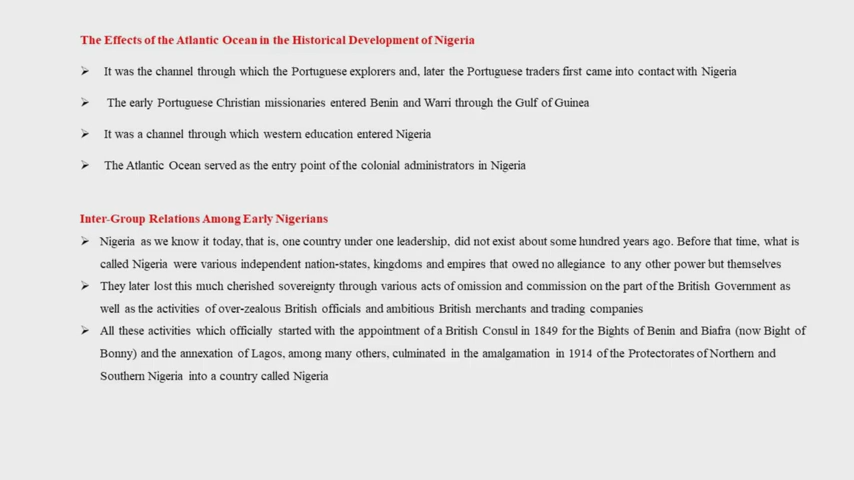 The Effects of the Atlantic Ocean in the Historical Development of Nigeria
➢ It was the channel through which the Portuguese explorers and, later the Portuguese traders first came into contact with Nigeria
➢ The early Portuguese Christian missionaries entered Benin and Warri through the Gulf of Guinea
➢ It was a channel through which western education entered Nigeria
➢ The Atlantic Ocean served as the entry point of the colonial administrators in Nigeria
Inter-Group Relations Among Early Nigerians
➢ Nigeria as we know it today, that is, one country under one leadership, did not exist about some hundred years ago. Before that time, what is
called Nigeria were various independent nation-states, kingdoms and empires that owed no allegiance to any other power but themselves
➢ They later lost this much cherished sovereignty through various acts of omission and commission on the part of the British Government as
well as the activities of over-zealous British officials and ambitious British merchants and trading companies
➢ All these activities which officially started with the appointment of a British Consul in 1849 for the Bights of Benin and Biafra (now Bight of
Bonny) and the annexation of Lagos, among many others, culminated in the amalgamation in 1914 of the Protectorates of Northern and
Southern Nigeria into a country called Nigeria